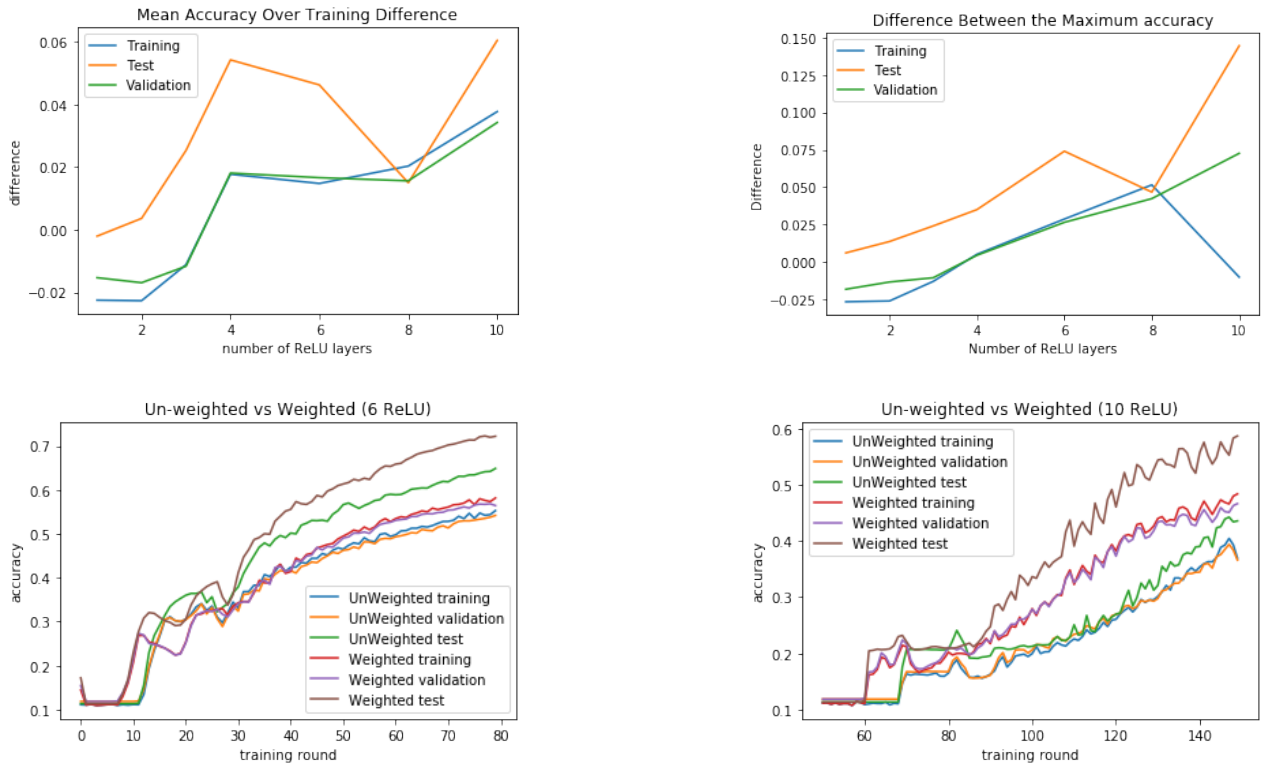 Mean Accuracy Over Training Difference
Training
Test
Validation
0.06
0.04
0.02
0.00
−0.02
difference
2 4 6 8 10
number of ReLU layers
Difference Between the Maximum accuracy
Training
Test
Validation
0.150
0.125
0.100
0.075
0.050
0.025
0.000
−0.025
Difference
2 4 6 8 10
Number of ReLU layers
Un-weighted vs Weighted (6 ReLU)
0.7
0.6
0.5
0.4
0.3
0.2
0.1
accuracy
UnWeighted training
UnWeighted validation
UnWeighted test
Weighted training
Weighted validation
Weighted test
0 10 20 30 40 50 60 70 80
training round
Un-weighted vs Weighted (10 ReLU)
UnWeighted training
UnWeighted validation
UnWeighted test
Weighted training
Weighted validation
Weighted test
0.6
0.5
0.4
0.3
0.2
0.1
accuracy
60 80 100 120 140
training round